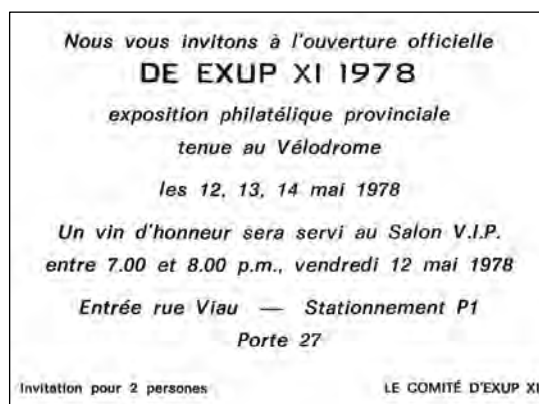 Nous vous invitons à l'ouverture officielle
DE EXUP XI 1978
exposition philatélique provinciale
tenue au Vélodrome
les 12, 13, 14 mai 1978
Un vin d'honneur sera servi au Salon V.I.P.
entre 7.00 et 8.00 p.m., vendredi 12 mai 1978
Entrée rue Viau — Stationnement P1
Porte 27
Invitation pour 2 persones
LE COMITÉ D'EXUP XI